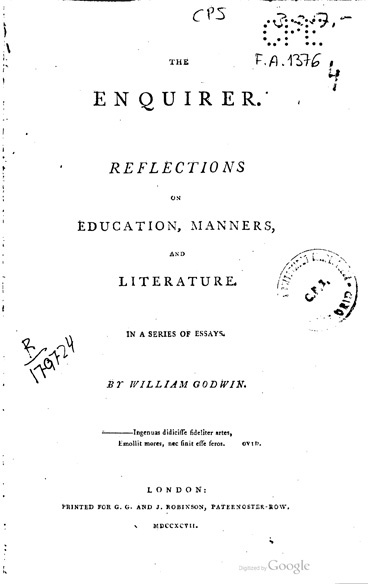 CPS
F.A.1376
4
THE
ENQUIRER.
REFLECTIONS
ON
EDUCATION, MANNERS,
AND
LITERATURE.
C.P.I.
IN A SERIES OF ESSAYS.
R
179724
BY WILLIAM GODWIN.
———Ingenuas didiciſſe fideliter artes,
Emollit mores, nec ſinit eſſe feros. OVID.
LONDON:
PRINTED FOR G. G. AND J. ROBINSON, PATERNOSTER-ROW.
MDCCXCVII.
Digitized by Google